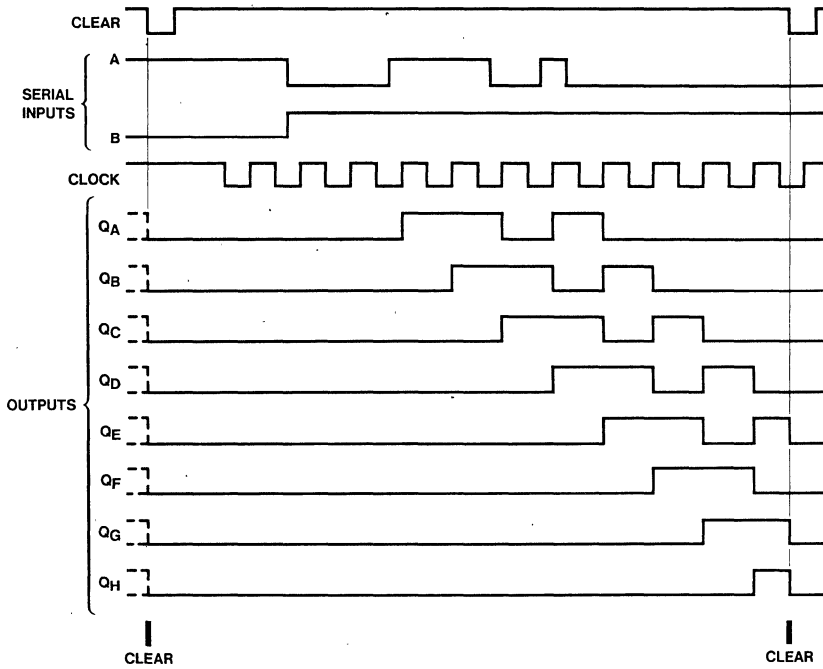 CLEAR
A
SERIAL
INPUTS
B
CLOCK
QA
QB
QC
QD
OUTPUTS
QE
QF
QG
QH
CLEAR
CLEAR